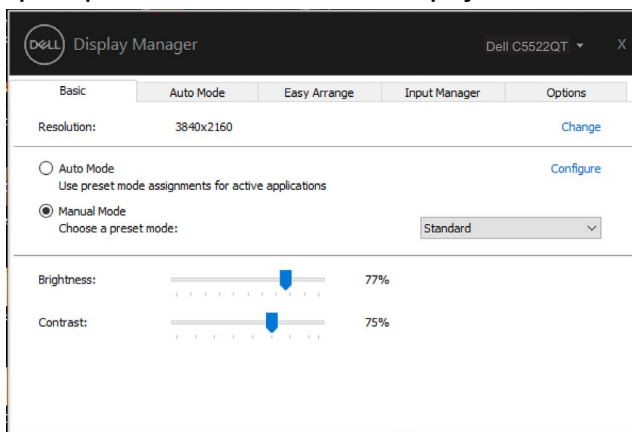 DELL Display Manager Dell C5522QT X
Basic Auto Mode Easy Arrange Input Manager Options
Resolution: 3840x2160 Change
Auto Mode Configure
Use preset mode assignments for active applications
Manual Mode
Choose a preset mode: Standard
Brightness: 77%
Contrast: 75%